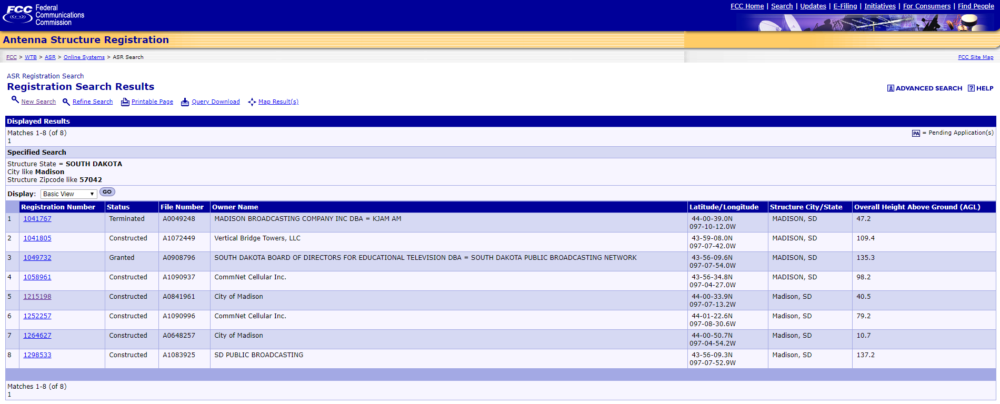 FCC Federal Communications Commission
FCC Home | Search | Updates | E-Filing | Initiatives | For Consumers | Find People
Antenna Structure Registration
FCC > WTB > ASR > Online Systems > ASR Search
FCC Site Map
ASR Registration Search
Registration Search Results
ADVANCED SEARCH ? HELP
New Search Refine Search Printable Page Query Download Map Result(s)
Displayed Results
Matches 1-8 (of 8)
PA = Pending Application(s)
1
Specified Search
Structure State = SOUTH DAKOTA
City like Madison
Structure Zipcode like 57042
Display: Basic View ▼ GO
Registration Number Status File Number Owner Name Latitude/Longitude Structure City/State Overall Height Above Ground (AGL)
1 1041767 Terminated A0049248 MADISON BROADCASTING COMPANY INC DBA = KJAM AM 44-00-39.0N MADISON, SD 47.2
097-10-12.0W
2 1041805 Constructed A1072449 Vertical Bridge Towers, LLC 43-59-08.0N MADISON, SD 109.4
097-07-42.0W
3 1049732 Granted A0908796 SOUTH DAKOTA BOARD OF DIRECTORS FOR EDUCATIONAL TELEVISION DBA = SOUTH DAKOTA PUBLIC BROADCASTING NETWORK 43-56-09.6N MADISON, SD 135.3
097-07-54.0W
4 1058961 Constructed A1090937 CommNet Cellular Inc. 43-56-34.8N MADISON, SD 98.2
097-04-27.0W
5 1215198 Constructed A0841961 City of Madison 44-00-33.9N Madison, SD 40.5
097-07-13.2W
6 1252257 Constructed A1090996 CommNet Cellular Inc. 44-01-22.6N Madison, SD 79.2
097-08-30.6W
7 1264627 Constructed A0648257 City of Madison 44-00-50.7N Madison, SD 10.7
097-04-54.2W
8 1298533 Constructed A1083925 SD PUBLIC BROADCASTING 43-56-09.3N Madison, SD 137.2
097-07-52.9W
Matches 1-8 (of 8)
1